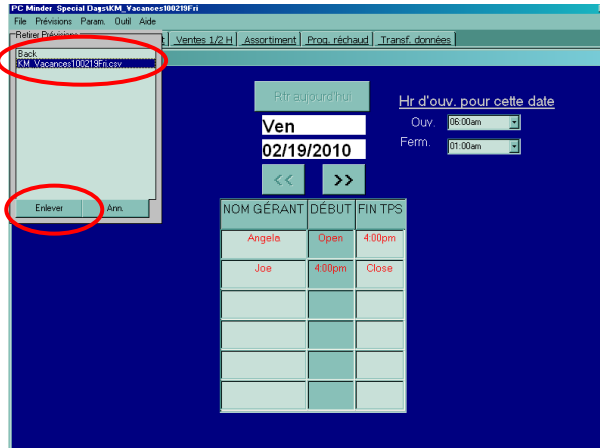 PC Minder Special Days\KM_Vacances100219Fri
File Prévisions Param. Outil Aide
Retirer Prévisions
Back
KM_Vacances100219Fri.csv
Enlever Ann.
Ventes 1/2 H Assortiment Prog. réchaud Transf. données
Rtr aujourd'hui
Ven
02/19/2010
<< >>
Hr d'ouv. pour cette date
Ouv. 06:00am
Ferm. 01:00am
NOM GÉRANT DÉBUT FIN TPS
Angela Open 4:00pm
Joe 4:00pm Close